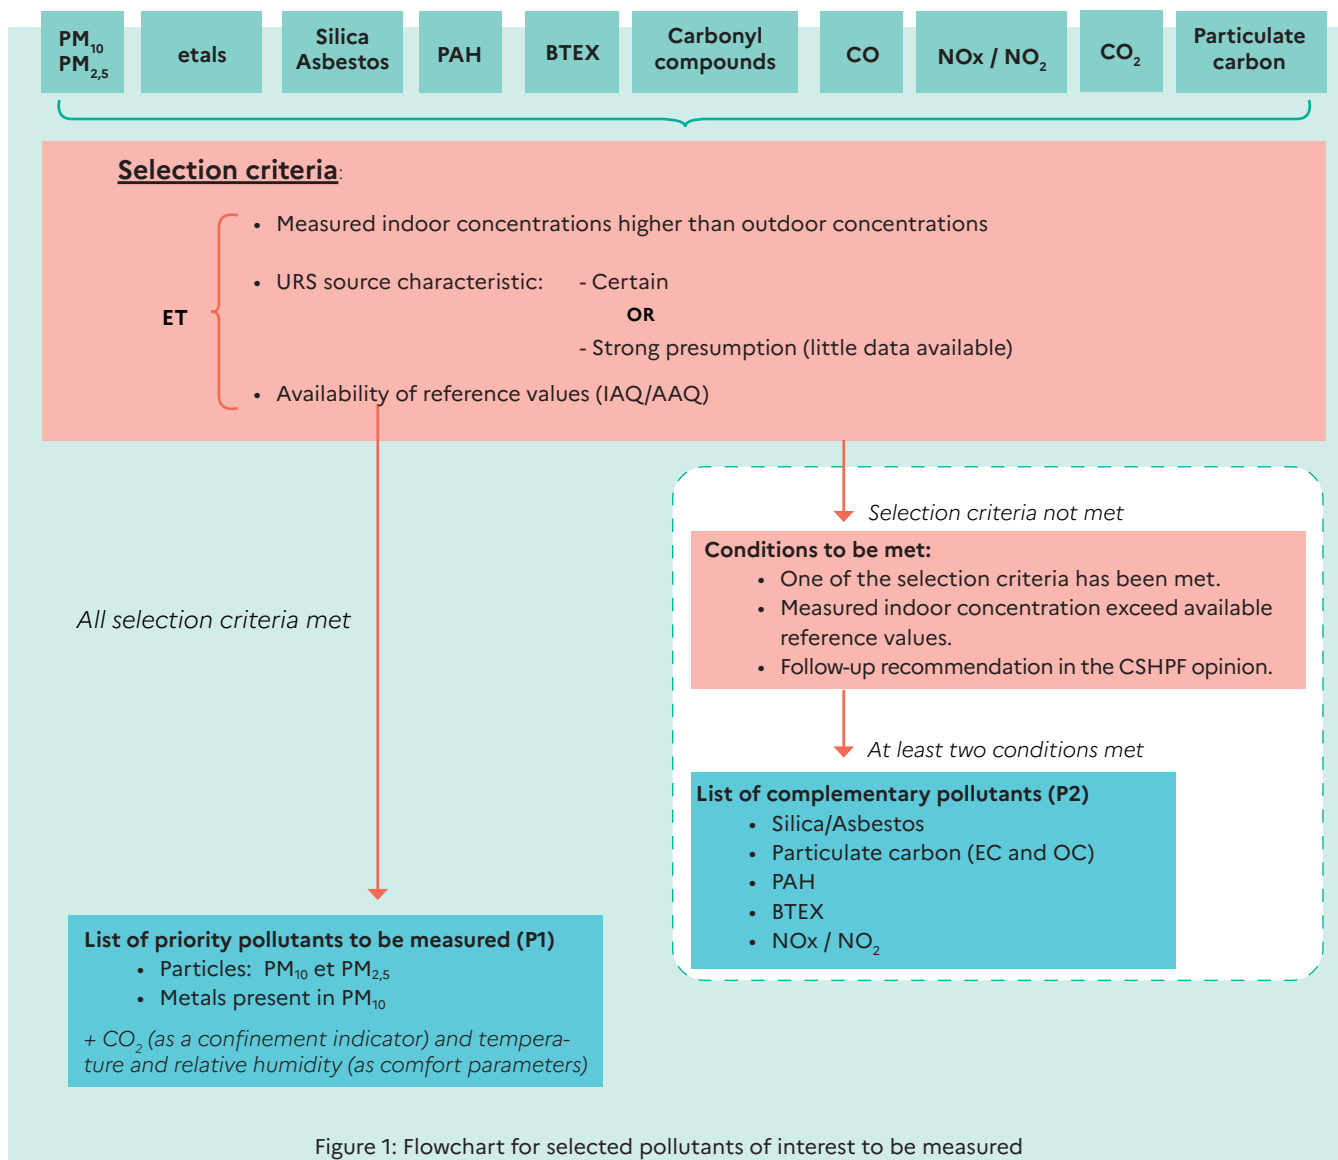 PM10
PM2,5
etals
Silica
Asbestos
PAH
BTEX
Carbonyl
compounds
CO
NOx / NO2
CO2
Particulate
carbon
Selection criteria:
• Measured indoor concentrations higher than outdoor concentrations
• URS source characteristic: - Certain
OR
ET
- Strong presumption (little data available)
• Availability of reference values (IAQ/AAQ)
Selection criteria not met
Conditions to be met:
• One of the selection criteria has been met.
• Measured indoor concentration exceed available
reference values.
• Follow-up recommendation in the CSHPF opinion.
All selection criteria met
At least two conditions met
List of complementary pollutants (P2)
• Silica/Asbestos
• Particulate carbon (EC and OC)
• PAH
• BTEX
• NOx / NO2
List of priority pollutants to be measured (P1)
• Particles: PM10 et PM2,5
• Metals present in PM10
+ CO2 (as a confinement indicator) and tempera-
ture and relative humidity (as comfort parameters)
Figure 1: Flowchart for selected pollutants of interest to be measured